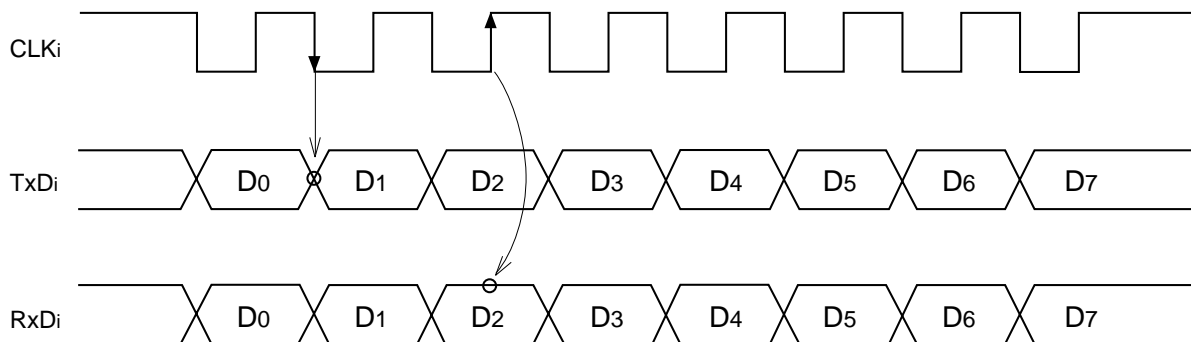 CLKi
TxDi D0 D1 D2 D3 D4 D5 D6 D7
RxDi D0 D1 D2 D3 D4 D5 D6 D7